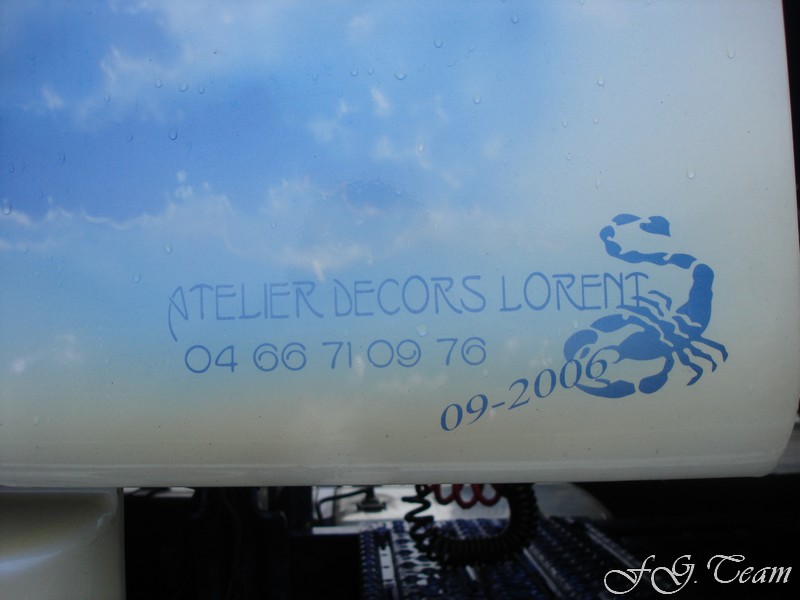 ATELIER DECORS LORENT
04 66 71 09 76
09-2006
FG. Team